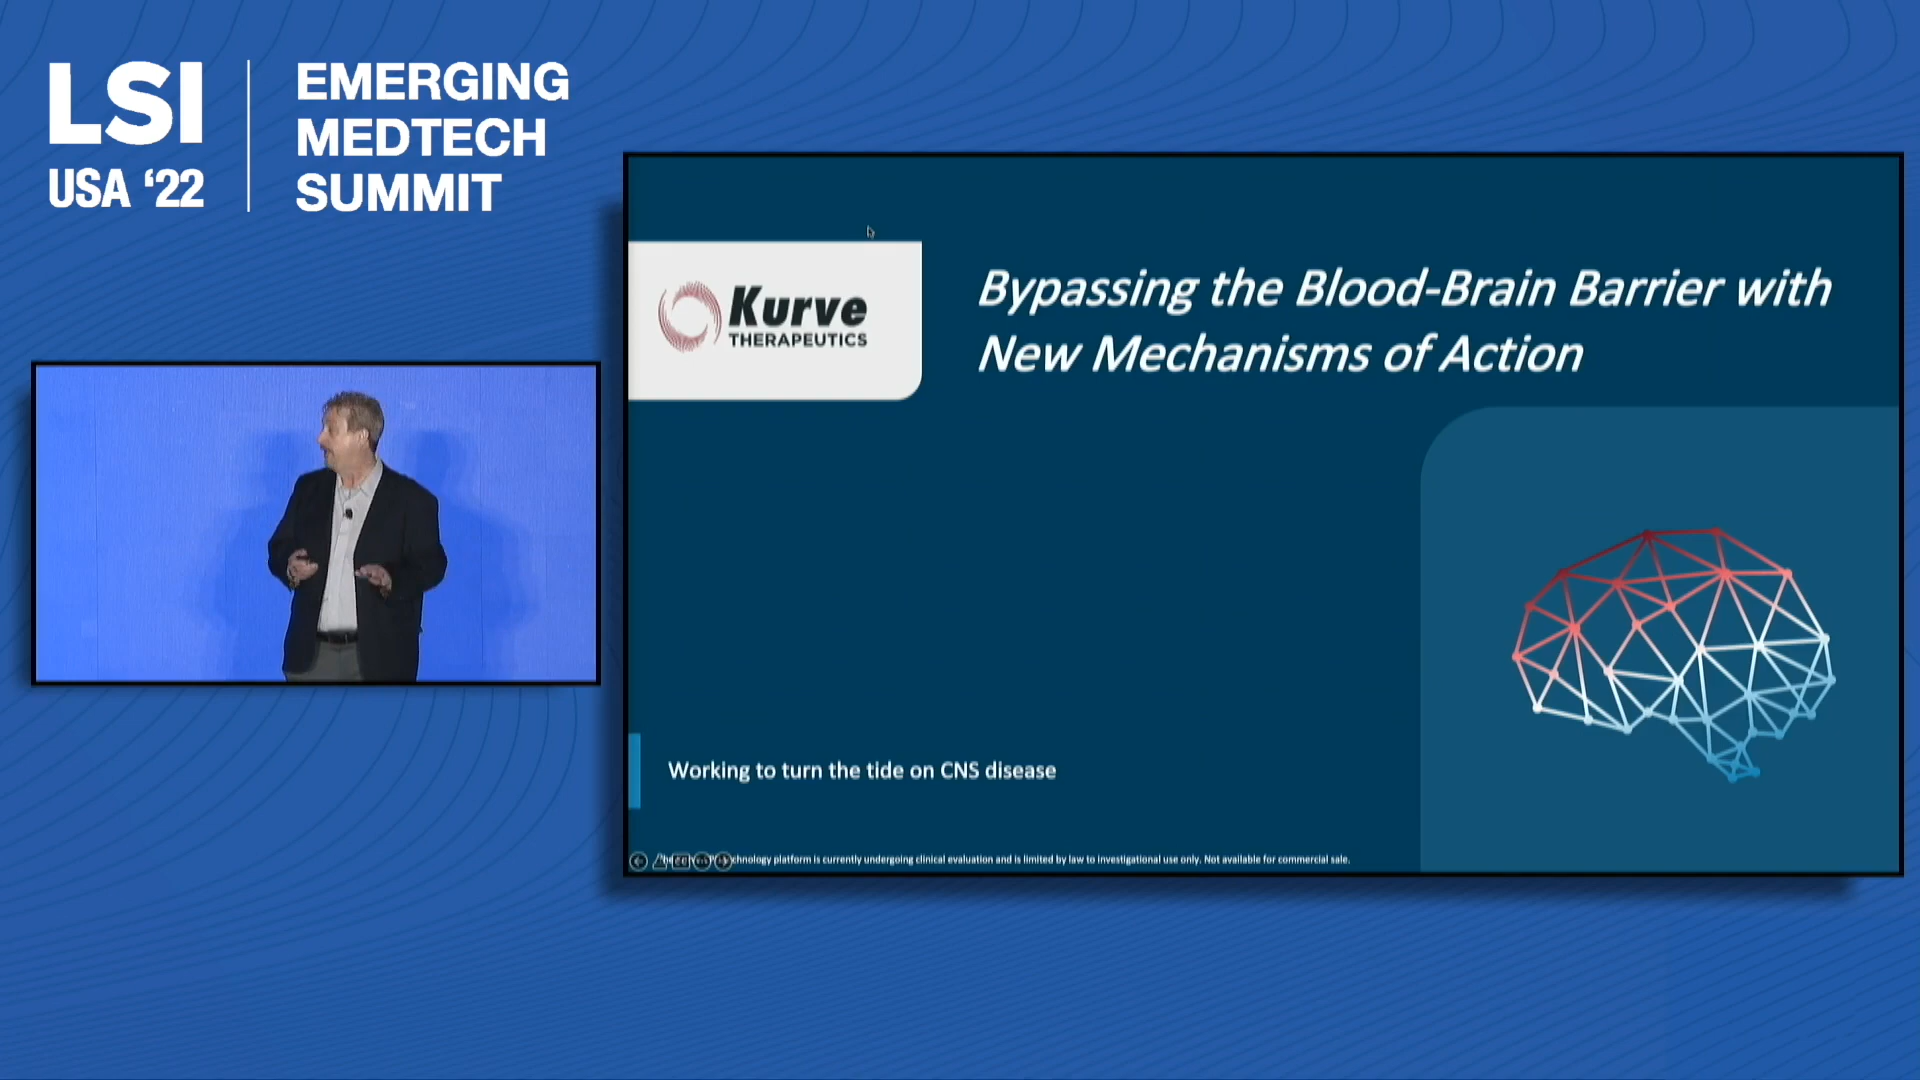 LSI
USA ‘22
EMERGING
MEDTECH
SUMMIT
Kurve
THERAPEUTICS
Bypassing the Blood-Brain Barrier with
New Mechanisms of Action
Working to turn the tide on CNS disease
platform is currently undergoing clinical evaluation and is limited by law to investigational use only. Not available for commercial sale.